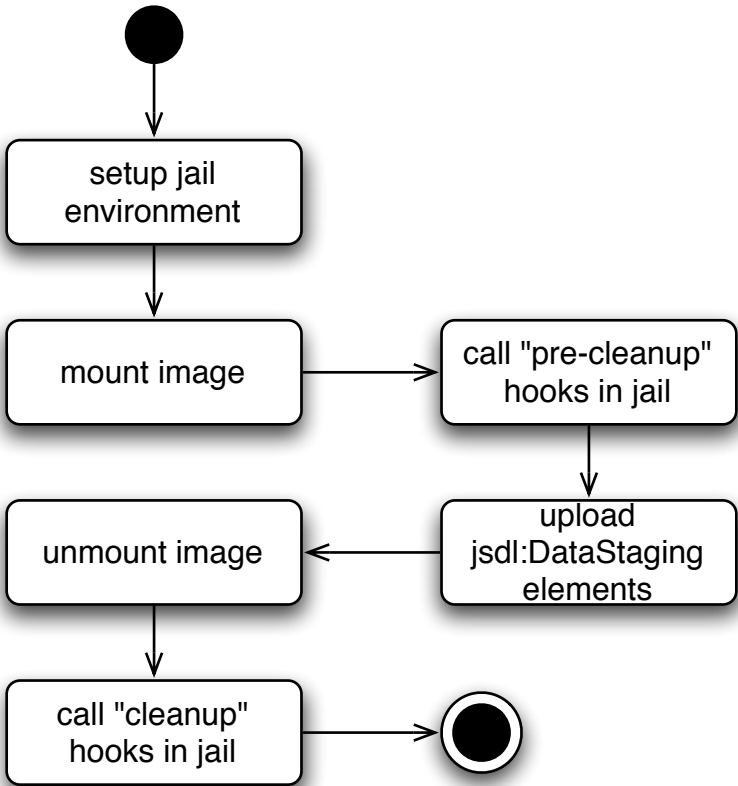 setup jail
environment
mount image
call "pre-cleanup"
hooks in jail
upload
jsdl:DataStaging
elements
unmount image
call "cleanup"
hooks in jail